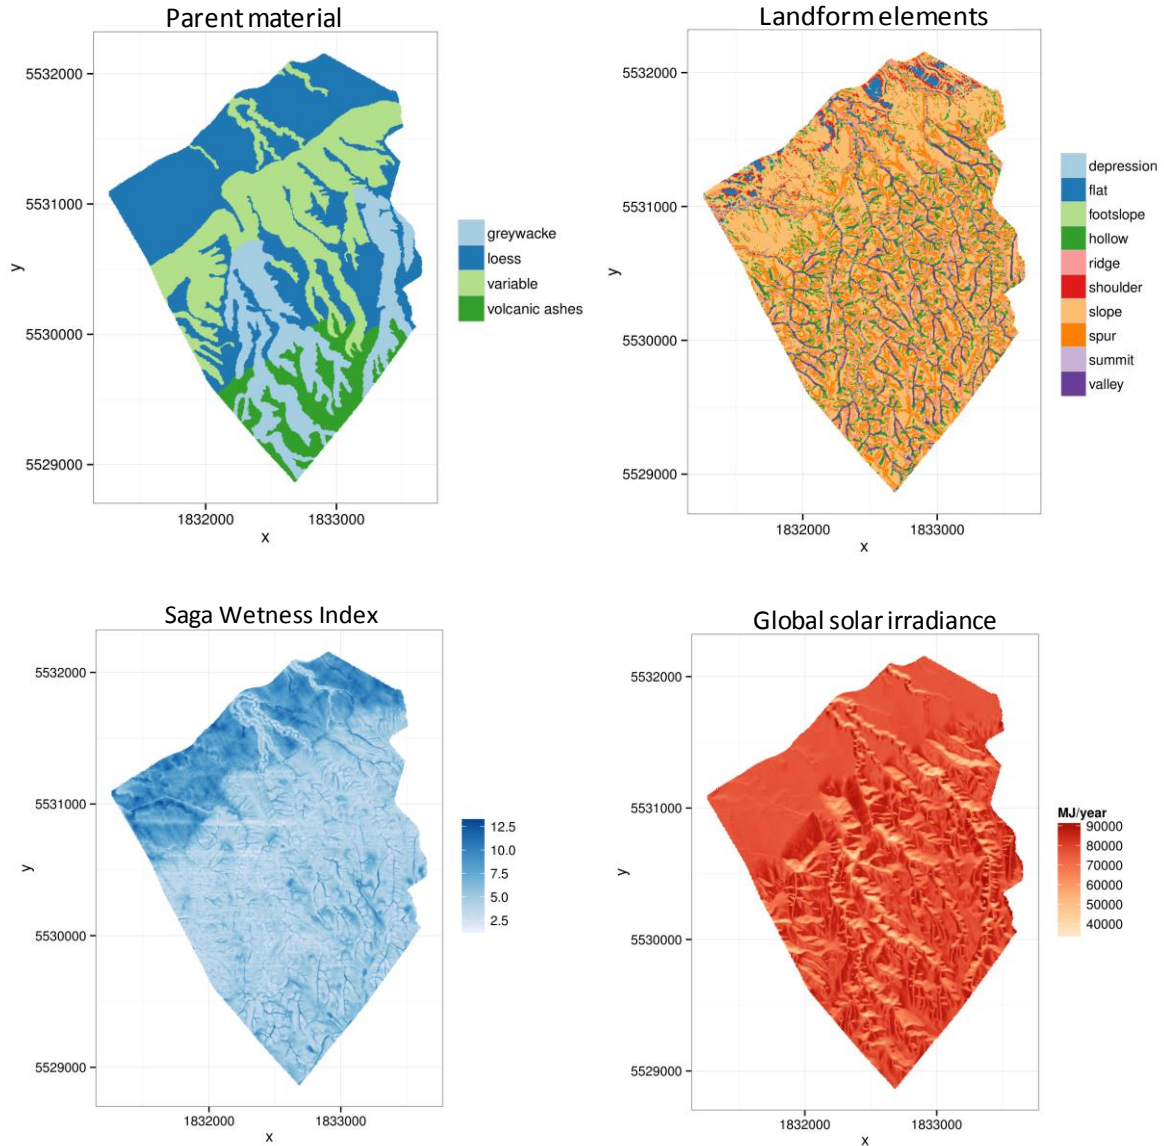 Parent material
5532000
5531000
5530000
5529000
y
1832000 1833000
x
greywacke
loess
variable
volcanic ashes
Landform elements
5532000
5531000
5530000
5529000
y
1832000 1833000
x
depression
flat
footslope
hollow
ridge
shoulder
slope
spur
summit
valley
Saga Wetness Index
5532000
5531000
5530000
5529000
y
1832000 1833000
x
12.5
10.0
7.5
5.0
2.5
Global solar irradiance
5532000
5531000
5530000
5529000
y
1832000 1833000
x
MJ/year
90000
80000
70000
60000
50000
40000